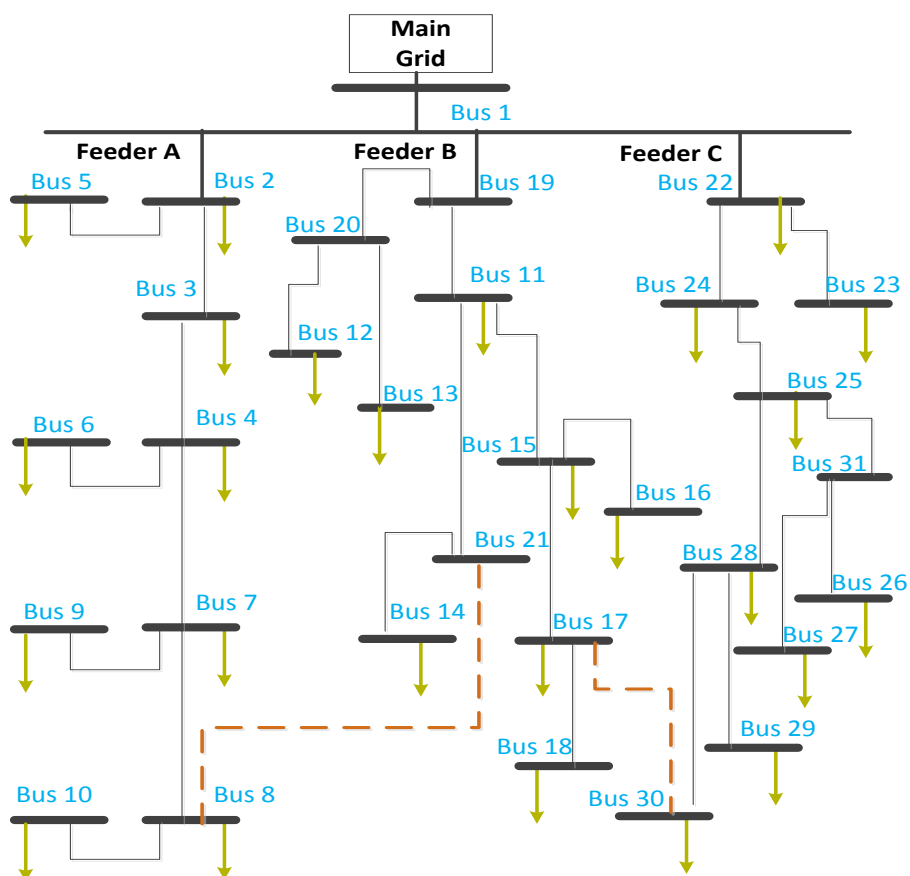 Main
Grid
Bus 1
Feeder A
Feeder B
Feeder C
Bus 5
Bus 2
Bus 19
Bus 22
Bus 20
Bus 3
Bus 11
Bus 24
Bus 23
Bus 12
Bus 13
Bus 25
Bus 6
Bus 4
Bus 15
Bus 31
Bus 16
Bus 21
Bus 28
Bus 26
Bus 9
Bus 7
Bus 14
Bus 17
Bus 27
Bus 29
Bus 18
Bus 10
Bus 8
Bus 30